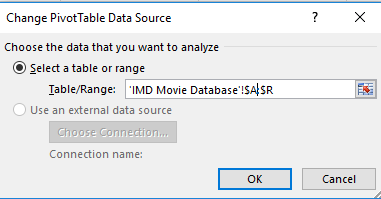 Change PivotTable Data Source
Choose the data that you want to analyze
Select a table or range
Table/Range: 'IMD Movie Database'!$A:$R
Use an external data source
Choose Connection...
Connection name:
OK Cancel